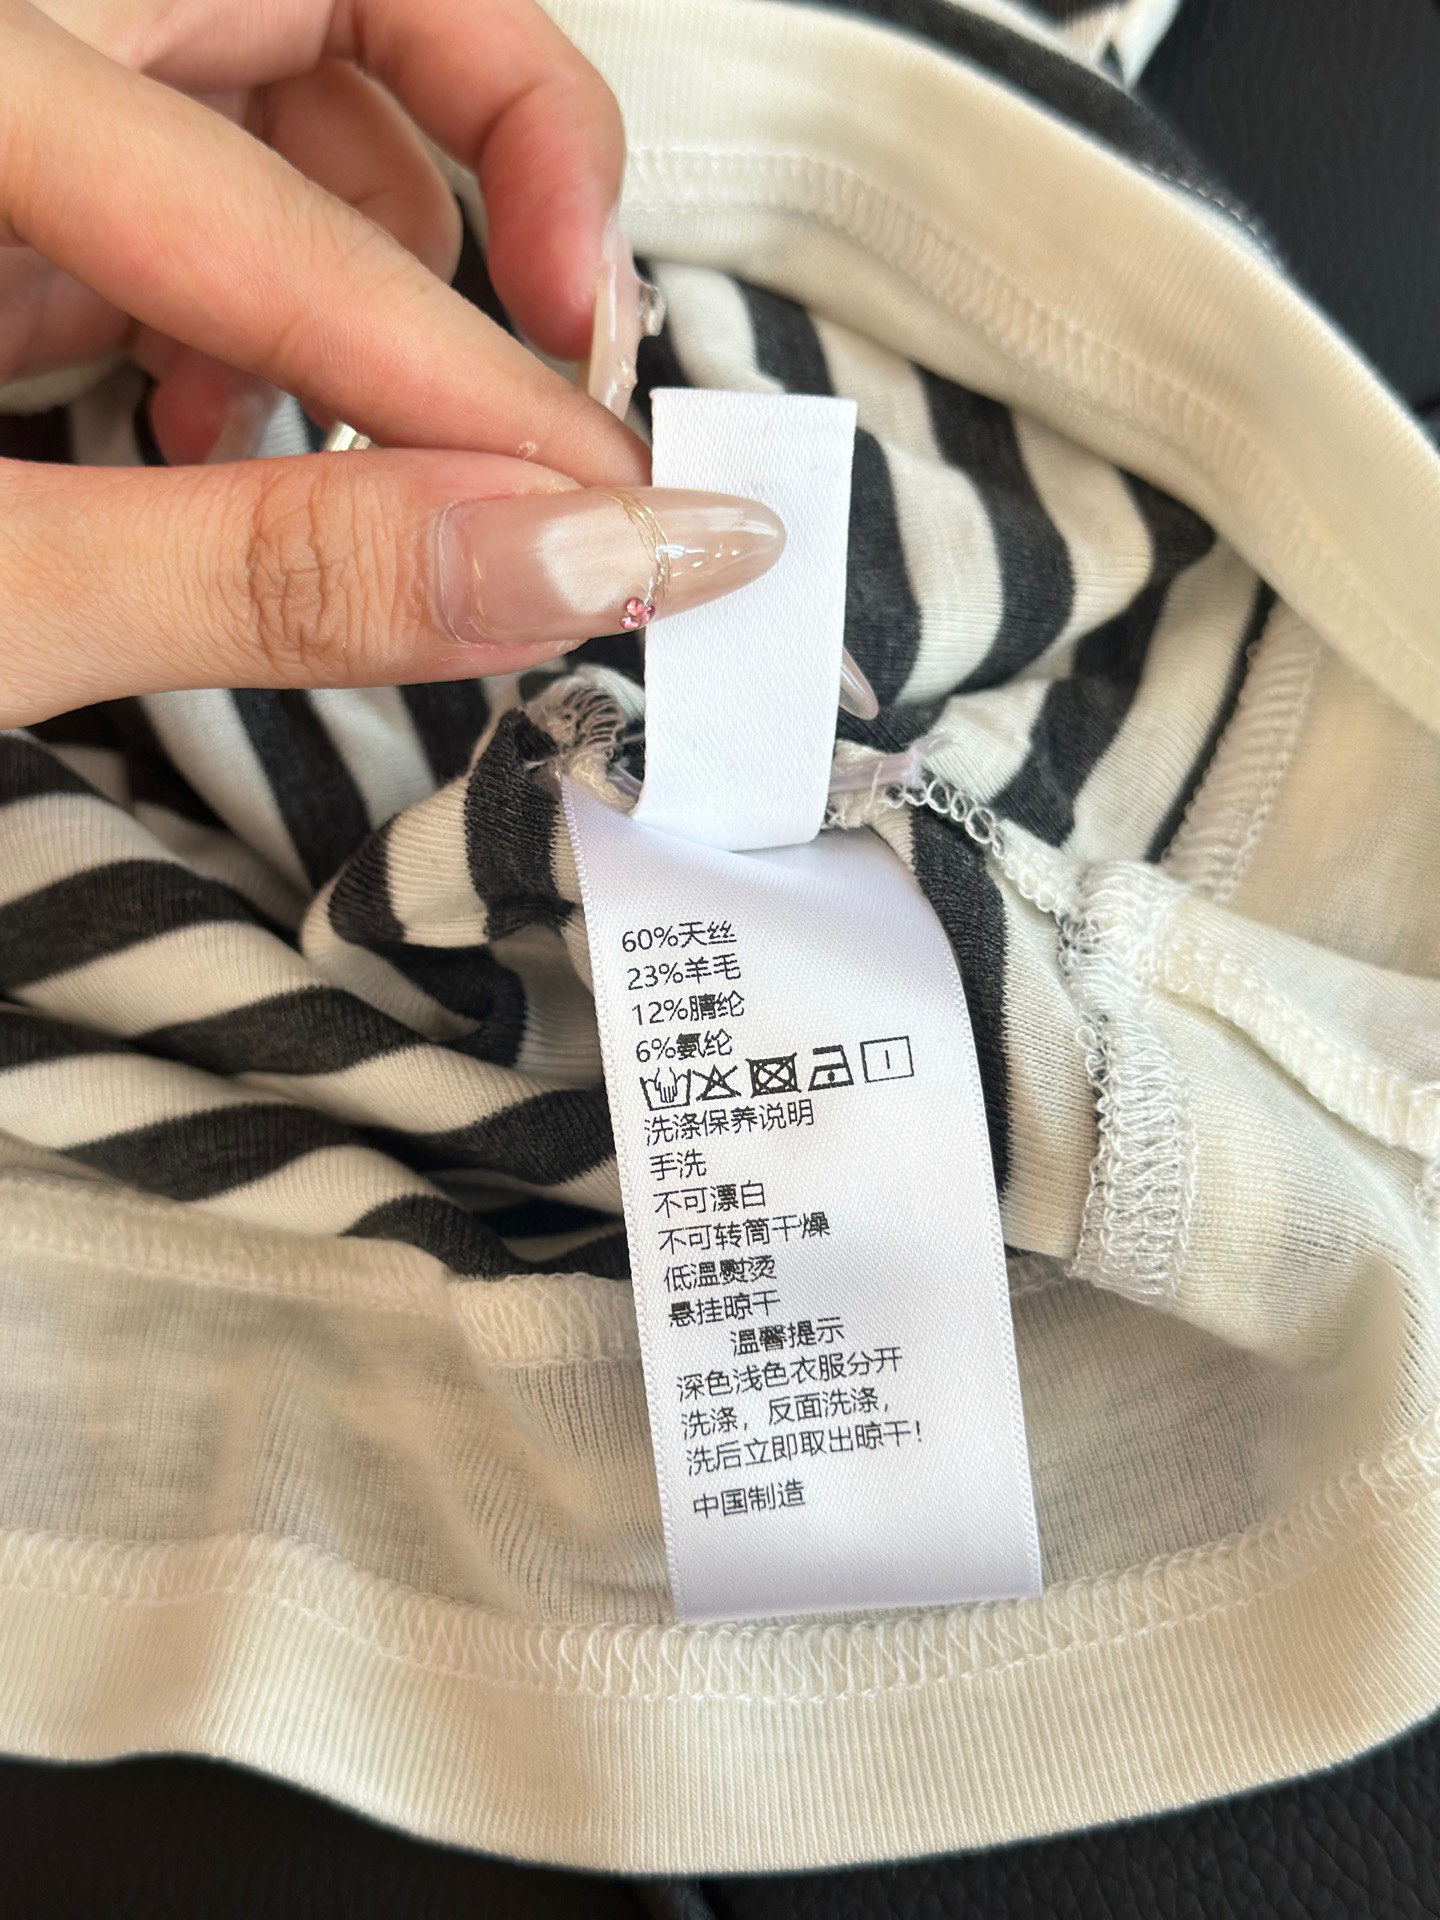 60%天丝
23%羊毛
12%腈纶
6%氨纶
洗涤保养说明
手洗
不可漂白
不可转筒干燥
低温熨烫
悬挂晾干
温馨提示
深色浅色衣服分开
洗涤，反面洗涤，
洗后立即取出晾干！
中国制造